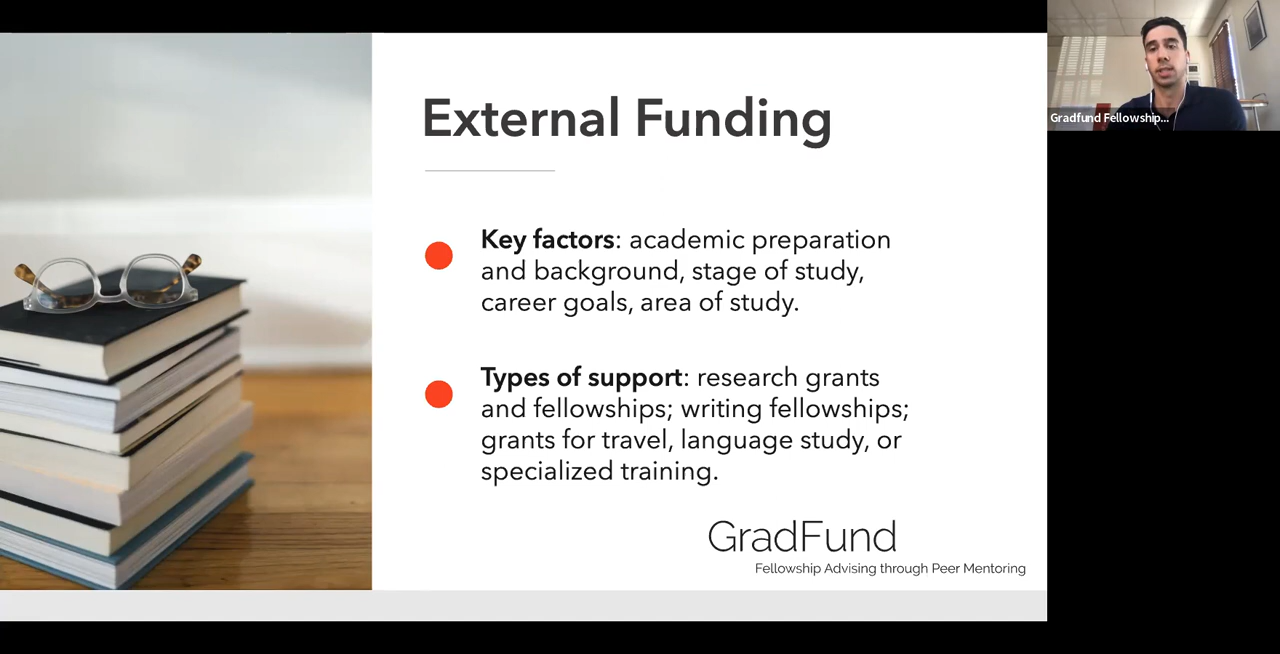 External Funding
Key factors: academic preparation
and background, stage of study,
career goals, area of study.
Types of support: research grants
and fellowships; writing fellowships;
grants for travel, language study, or
specialized training.
GradFund
Fellowship Advising through Peer Mentoring
Gradfund Fellowship...